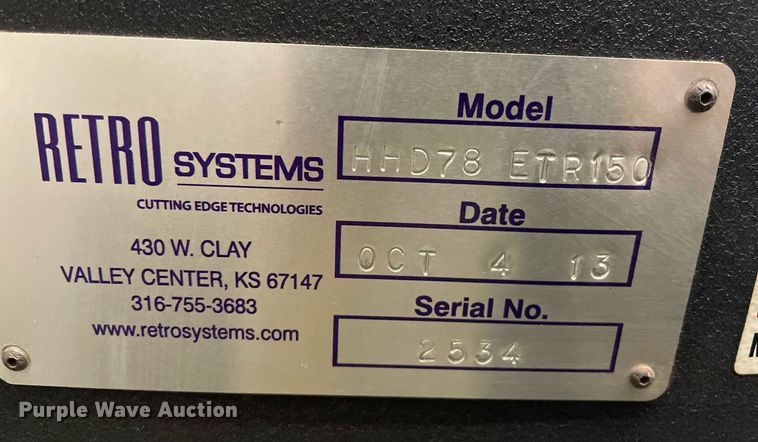 RETRO SYSTEMS
CUTTING EDGE TECHNOLOGIES
430 W. CLAY
VALLEY CENTER, KS 67147
316-755-3683
www.retrosystems.com
Model
HHD78 ETR150
Date
OCT 4 13
Serial No.
2534
M
Purple Wave Auction